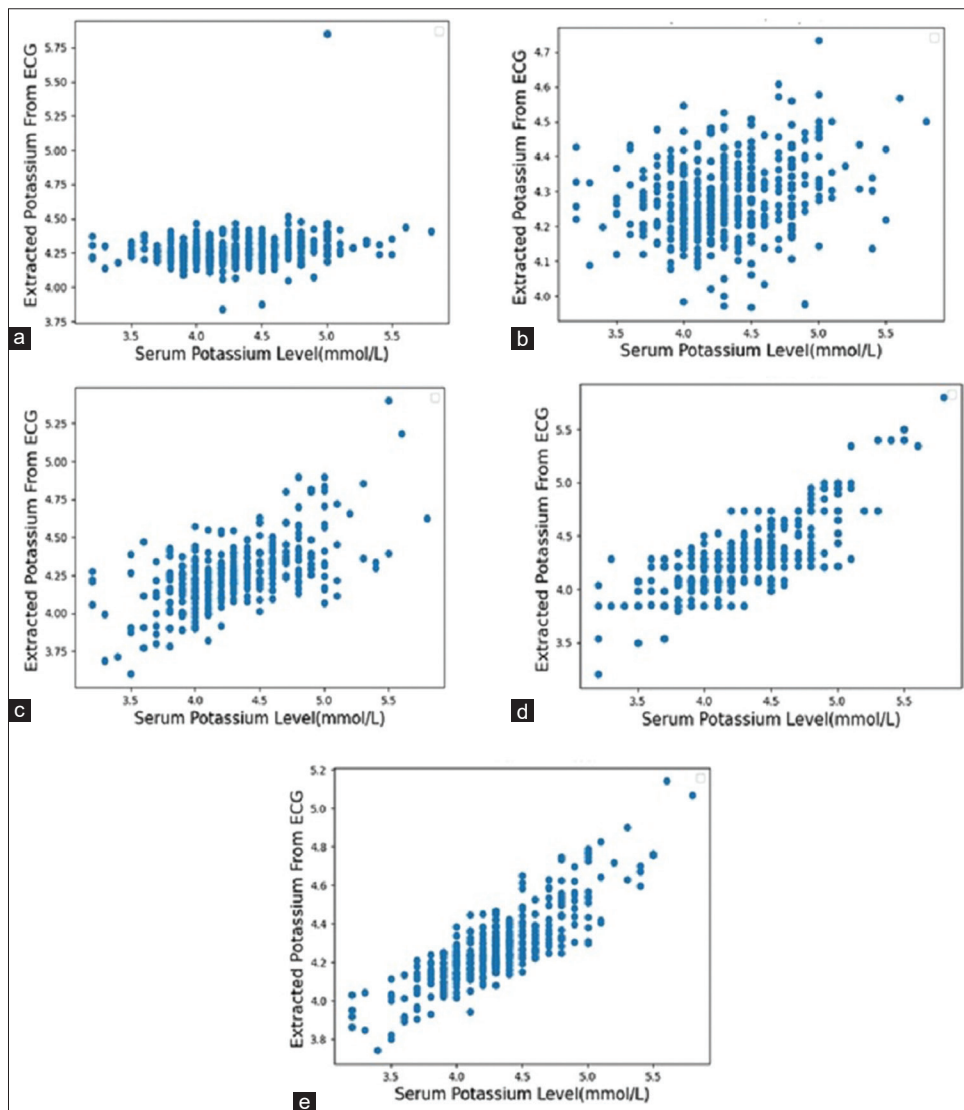 5.75
5.50
5.25
5.00
4.75
4.50
4.25
4.00
3.75
Extracted Potassium From ECG
3.5 4.0 4.5 5.0 5.5
Serum Potassium Level(mmol/L)
a
4.7
4.6
4.5
4.4
4.3
4.2
4.1
4.0
Extracted Potassium From ECG
3.5 4.0 4.5 5.0 5.5
Serum Potassium Level(mmol/L)
b
5.25
5.00
4.75
4.50
4.25
4.00
3.75
Extracted Potassium From ECG
3.5 4.0 4.5 5.0 5.5
Serum Potassium Level(mmol/L)
c
5.5
5.0
4.5
4.0
3.5
Extracted Potassium From ECG
3.5 4.0 4.5 5.0 5.5
Serum Potassium Level(mmol/L)
d
5.2
5.0
4.8
4.6
4.4
4.2
4.0
3.8
Extracted Potassium From ECG
3.5 4.0 4.5 5.0 5.5
Serum Potassium Level(mmol/L)
e